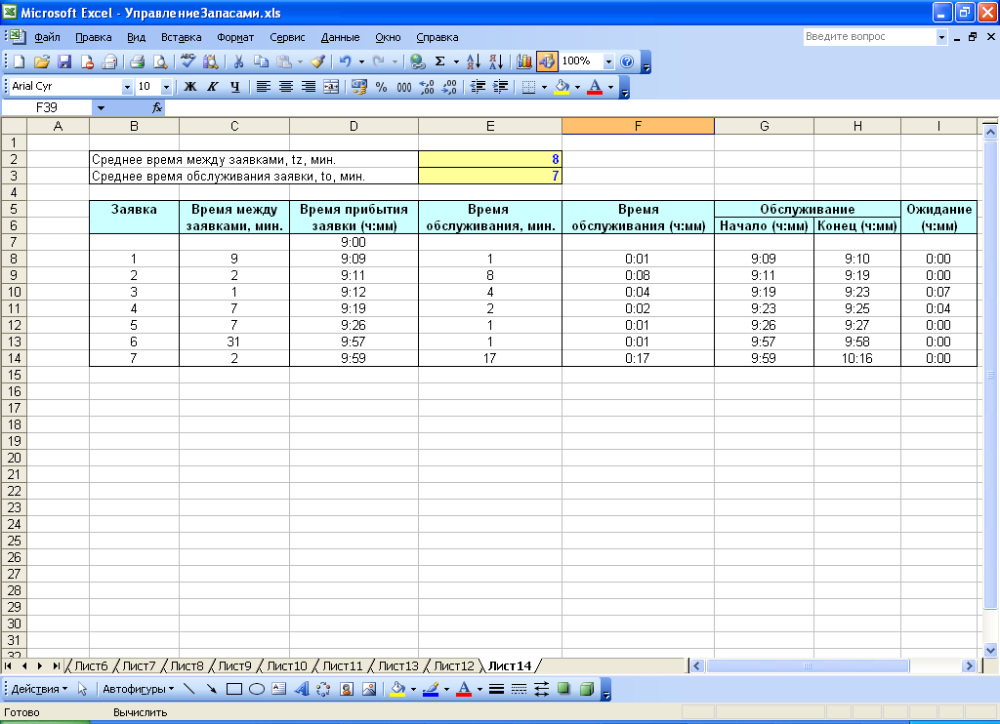 Microsoft Excel - УправлениеЗапасами.xls
Файл Правка Вид Вставка Формат Сервис Данные Окно Справка Введите вопрос
100%
Arial Cyr 10 Ж К Ч % 000
F39 fx
A B C D E F G H I
1
2 Среднее время между заявками, tz, мин. 8
3 Среднее время обслуживания заявки, to, мин. 7
4
5 Заявка Время между Время прибытия Время Время Обслуживание Ожидание
6 заявками, мин. заявки (ч:мм) обслуживания, мин. обслуживания (ч:мм) Начало (ч:мм) Конец (ч:мм) (ч:мм)
7 9:00
8 1 9 9:09 1 0:01 9:09 9:10 0:00
9 2 2 9:11 8 0:08 9:11 9:19 0:00
10 3 1 9:12 4 0:04 9:19 9:23 0:07
11 4 7 9:19 2 0:02 9:23 9:25 0:04
12 5 7 9:26 1 0:01 9:26 9:27 0:00
13 6 31 9:57 1 0:01 9:57 9:58 0:00
14 7 2 9:59 17 0:17 9:59 10:16 0:00
15
16
17
18
19
20
21
22
23
24
25
26
27
28
29
30
31
32
Лист6 Лист7 Лист8 Лист9 Лист10 Лист11 Лист13 Лист12 Лист14
Действия Автофигуры
Готово Вычислить